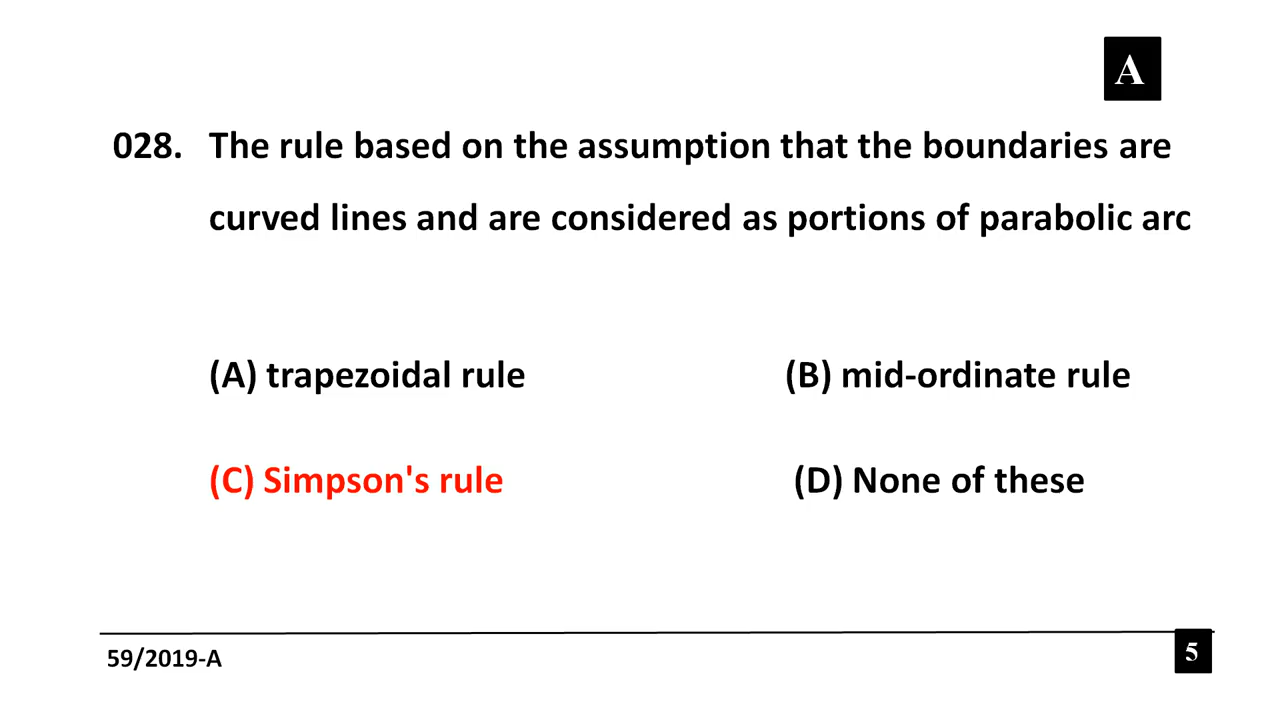 A
028. The rule based on the assumption that the boundaries are
curved lines and are considered as portions of parabolic arc
(A) trapezoidal rule (B) mid-ordinate rule
(C) Simpson's rule (D) None of these
59/2019-A 5